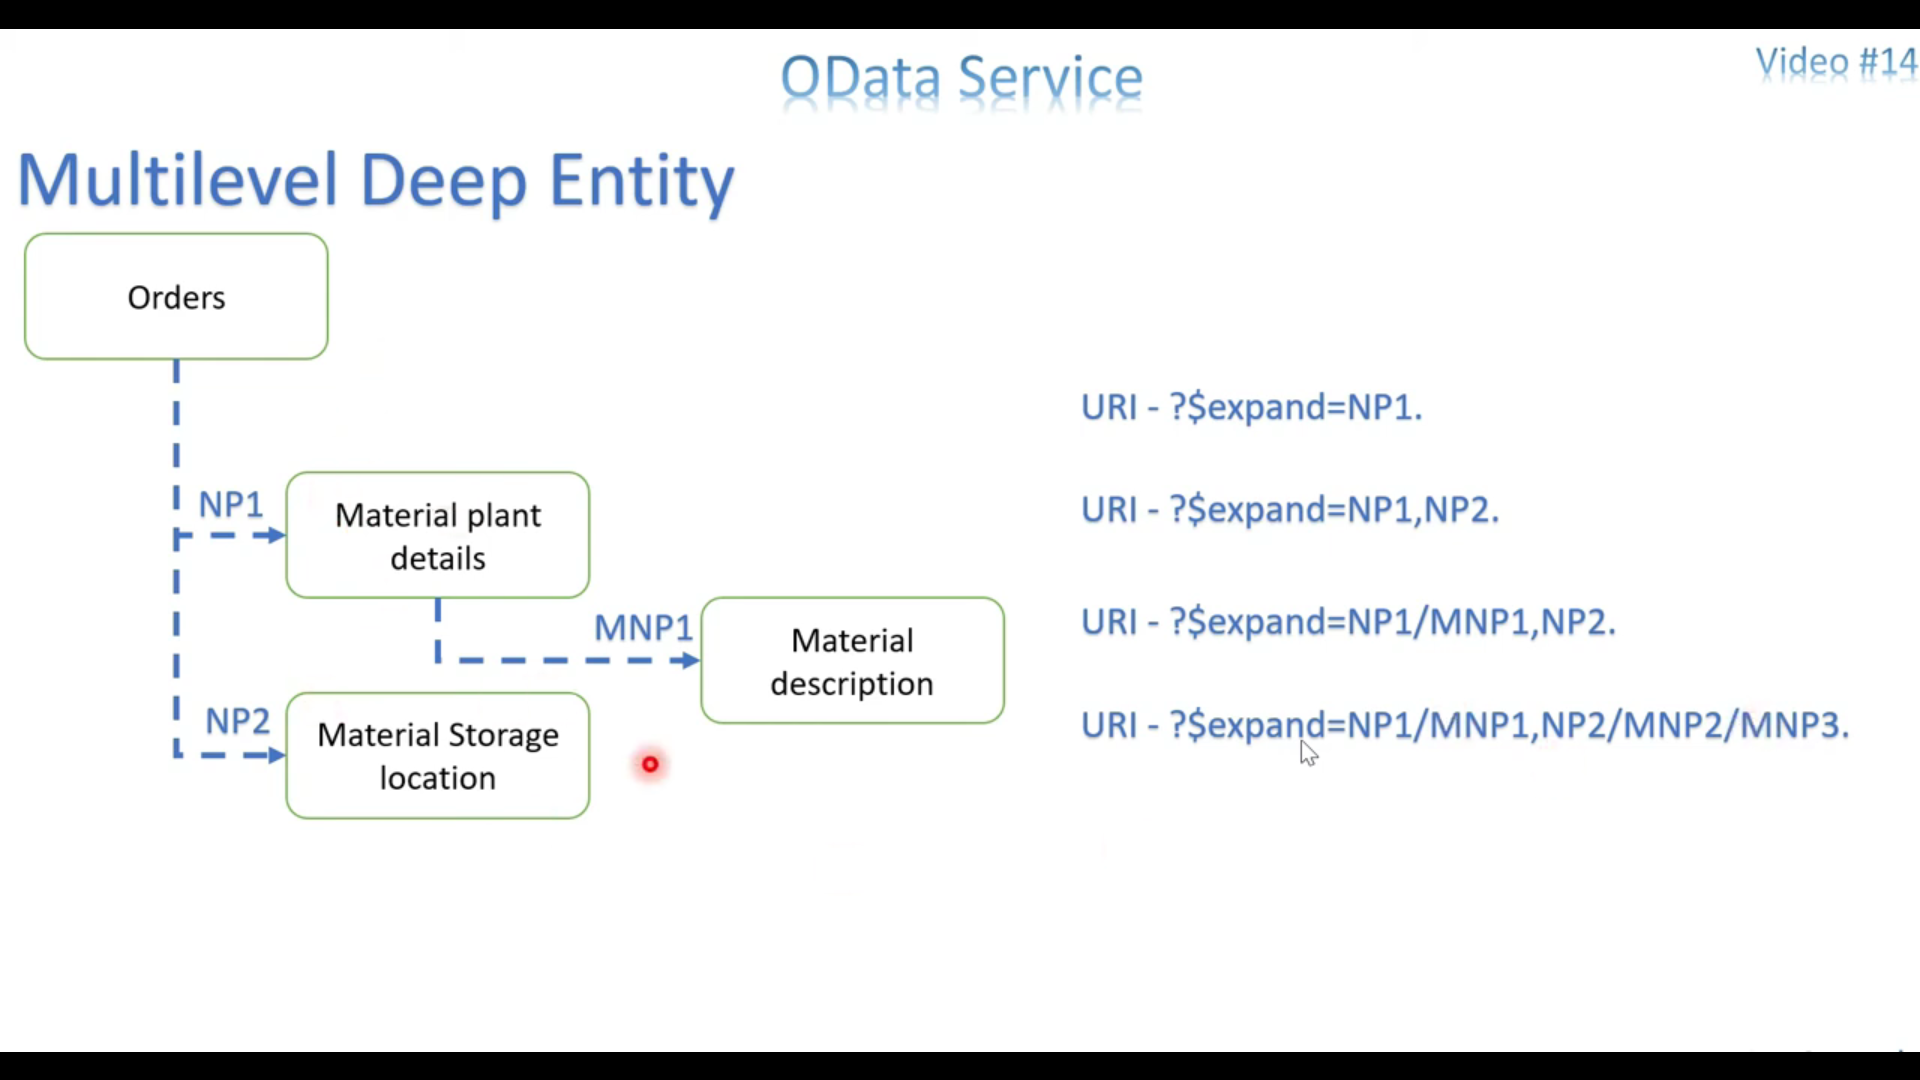 OData Service
Video #14
Multilevel Deep Entity
Orders
URI - ?$expand=NP1.
NP1
Material plant
details
URI - ?$expand=NP1,NP2.
MNP1
Material
description
URI - ?$expand=NP1/MNP1,NP2.
NP2
Material Storage
location
URI - ?$expand=NP1/MNP1,NP2/MNP2/MNP3.